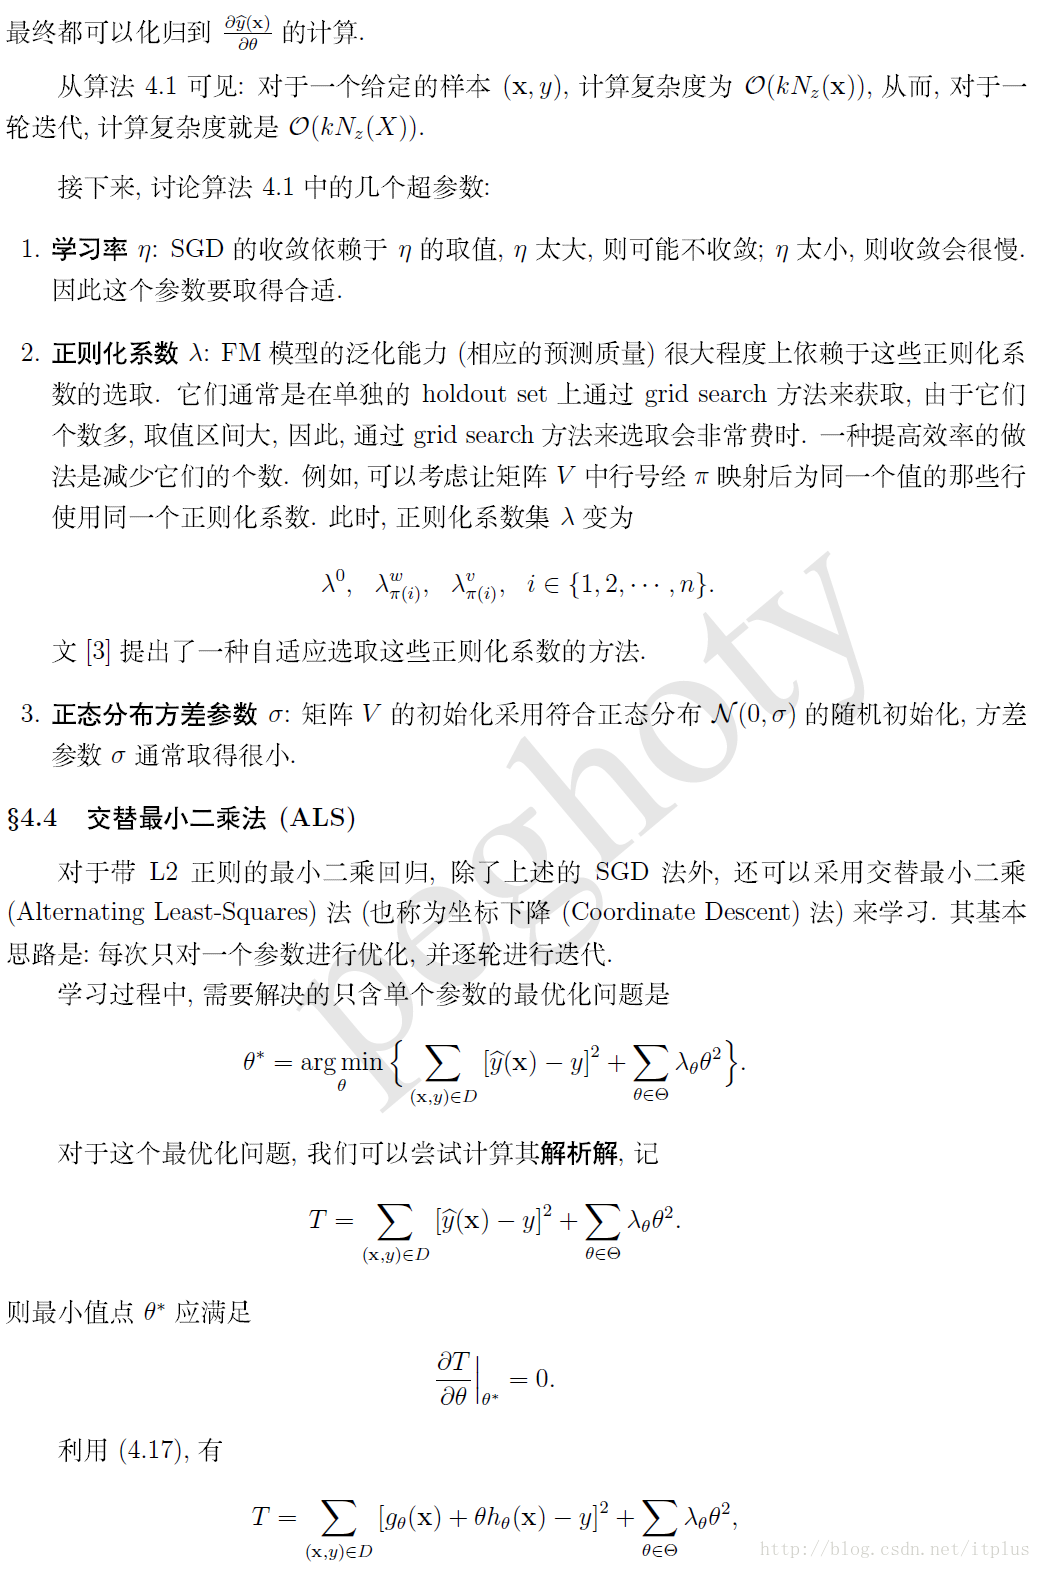 最终都可以化归到 $\frac{\partial \widehat{y}(\mathbf{x})}{\partial \theta}$ 的计算.
从算法 4.1 可见: 对于一个给定的样本 $(\mathbf{x}, y)$, 计算复杂度为 $\mathcal{O}(kN_z(\mathbf{x}))$, 从而, 对于一
轮迭代, 计算复杂度就是 $\mathcal{O}(kN_z(X))$.
接下来, 讨论算法 4.1 中的几个超参数:
1. 学习率 $\eta$: SGD 的收敛依赖于 $\eta$ 的取值, $\eta$ 太大, 则可能不收敛; $\eta$ 太小, 则收敛会很慢.
因此这个参数要取得合适.
2. 正则化系数 $\lambda$: FM 模型的泛化能力 (相应的预测质量) 很大程度上依赖于这些正则化系
数的选取. 它们通常是在单独的 holdout set 上通过 grid search 方法来获取, 由于它们
个数多, 取值区间大, 因此, 通过 grid search 方法来选取会非常费时. 一种提高效率的做
法是减少它们的个数. 例如, 可以考虑让矩阵 $V$ 中行号经 $\pi$ 映射后为同一个值的那些行
使用同一个正则化系数. 此时, 正则化系数集 $\lambda$ 变为
$\lambda^0, \quad \lambda^w_{\pi(i)}, \quad \lambda^v_{\pi(i)}, \quad i \in \{1, 2, \cdots, n\}.$
文 [3] 提出了一种自适应选取这些正则化系数的方法.
3. 正态分布方差参数 $\sigma$: 矩阵 $V$ 的初始化采用符合正态分布 $\mathcal{N}(0, \sigma)$ 的随机初始化, 方差
参数 $\sigma$ 通常取得很小.
§4.4 交替最小二乘法 (ALS)
对于带 L2 正则的最小二乘回归, 除了上述的 SGD 法外, 还可以采用交替最小二乘
(Alternating Least-Squares) 法 (也称为坐标下降 (Coordinate Descent) 法) 来学习. 其基本
思路是: 每次只对一个参数进行优化, 并逐轮进行迭代.
学习过程中, 需要解决的只含单个参数的最优化问题是
$\theta^* = \underset{\theta}{\arg\min} \Big\{ \sum_{(\mathbf{x},y)\in D} [\widehat{y}(\mathbf{x}) - y]^2 + \sum_{\theta\in\Theta} \lambda_\theta \theta^2 \Big\}.$
对于这个最优化问题, 我们可以尝试计算其解析解, 记
$T = \sum_{(\mathbf{x},y)\in D} [\widehat{y}(\mathbf{x}) - y]^2 + \sum_{\theta\in\Theta} \lambda_\theta \theta^2.$
则最小值点 $\theta^*$ 应满足
$\frac{\partial T}{\partial \theta}\Big|_{\theta^*} = 0.$
利用 (4.17), 有
$T = \sum_{(\mathbf{x},y)\in D} [g_\theta(\mathbf{x}) + \theta h_\theta(\mathbf{x}) - y]^2 + \sum_{\theta\in\Theta} \lambda_\theta \theta^2,$
peghoty
http://blog.csdn.net/itplus